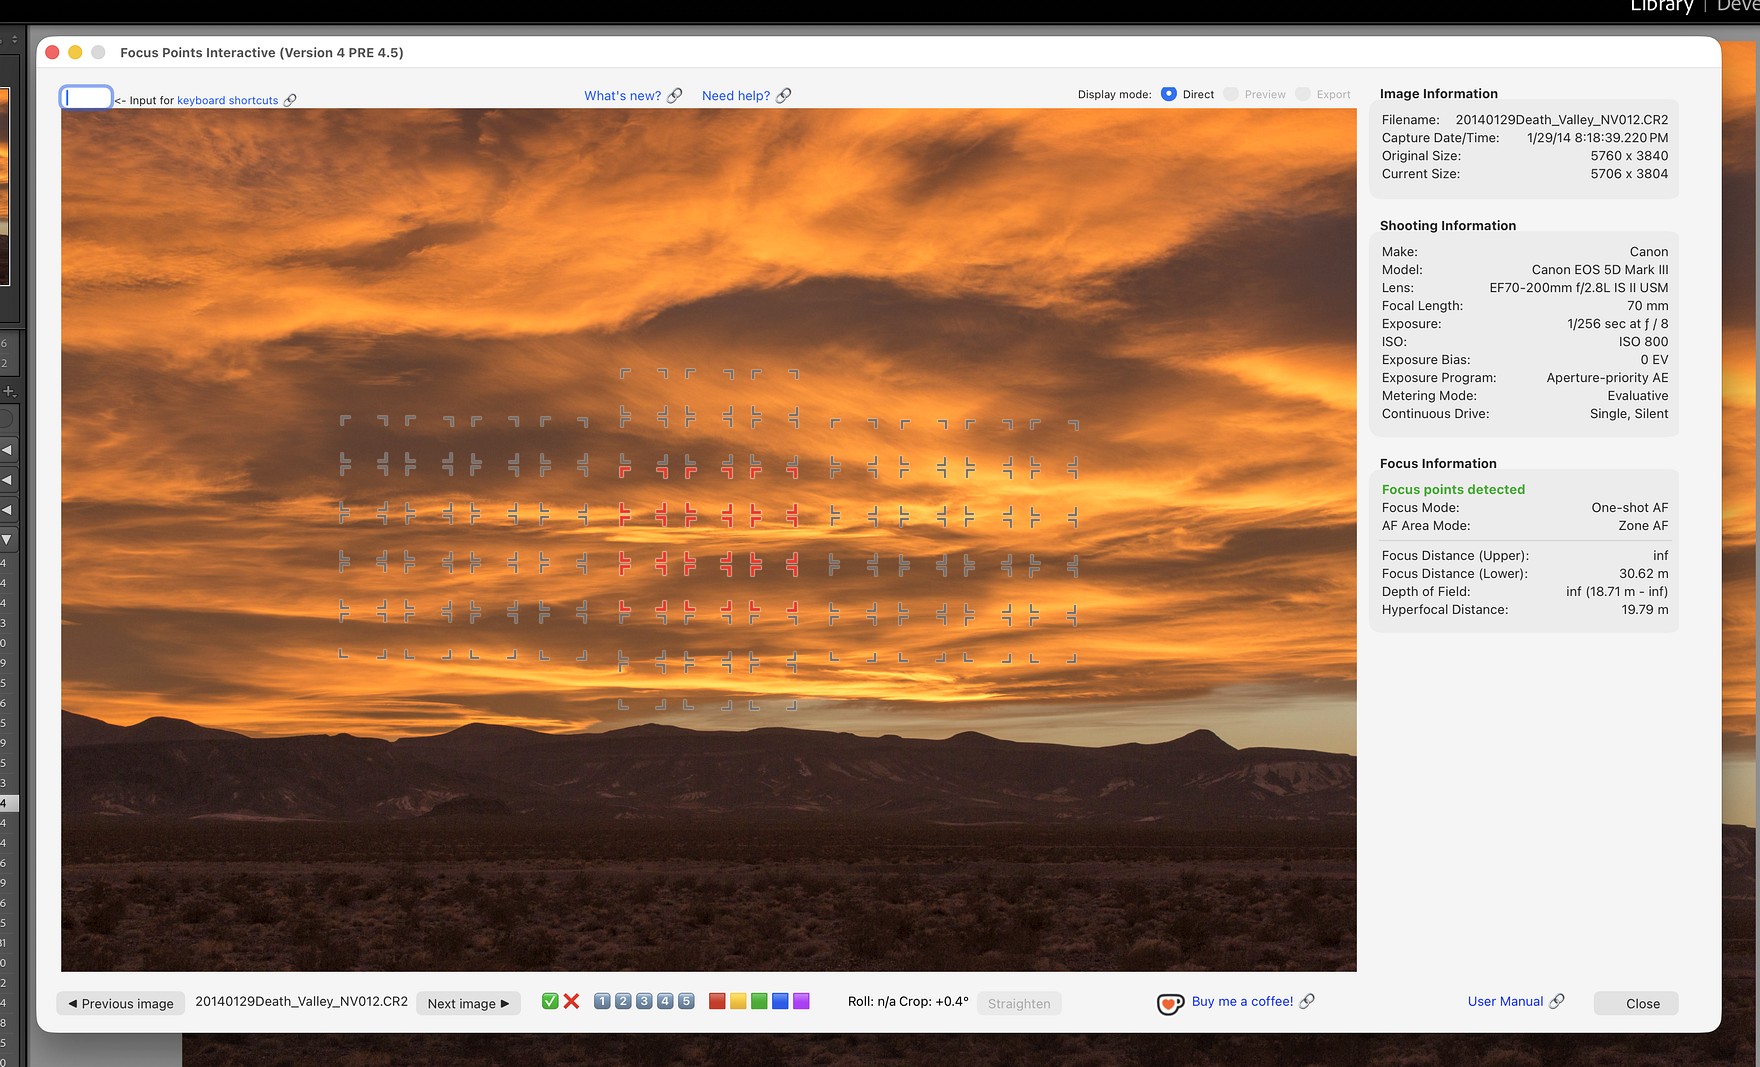 Library | Deve
Focus Points Interactive (Version 4 PRE 4.5)
<- Input for keyboard shortcuts
What's new?
Need help?
Display mode: Direct Preview Export
Image Information
Filename: 20140129Death_Valley_NV012.CR2
Capture Date/Time: 1/29/14 8:18:39.220 PM
Original Size: 5760 x 3840
Current Size: 5706 x 3804
Shooting Information
Make: Canon
Model: Canon EOS 5D Mark III
Lens: EF70-200mm f/2.8L IS II USM
Focal Length: 70 mm
Exposure: 1/256 sec at ƒ / 8
ISO: ISO 800
Exposure Bias: 0 EV
Exposure Program: Aperture-priority AE
Metering Mode: Evaluative
Continuous Drive: Single, Silent
Focus Information
Focus points detected
Focus Mode: One-shot AF
AF Area Mode: Zone AF
Focus Distance (Upper): inf
Focus Distance (Lower): 30.62 m
Depth of Field: inf (18.71 m - inf)
Hyperfocal Distance: 19.79 m
◀ Previous image
20140129Death_Valley_NV012.CR2
Next image ▶
1 2 3 4 5
Roll: n/a Crop: +0.4°
Straighten
Buy me a coffee!
User Manual
Close